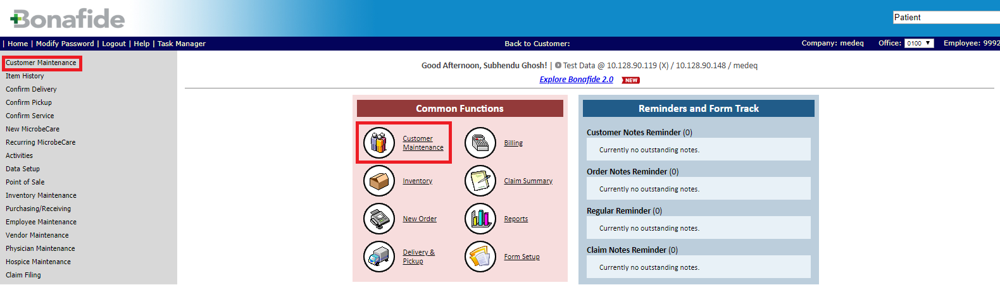 Bonafide
Patient
| Home | Modify Password | Logout | Help | Task Manager
Back to Customer:
Company: medeq Office: 0100 Employee: 9992
Customer Maintenance
Item History
Confirm Delivery
Confirm Pickup
Confirm Service
New MicrobeCare
Recurring MicrobeCare
Activities
Data Setup
Point of Sale
Inventory Maintenance
Purchasing/Receiving
Employee Maintenance
Vendor Maintenance
Physician Maintenance
Hospice Maintenance
Claim Filing
Good Afternoon, Subhendu Ghosh! | Test Data @ 10.128.90.119 (X) / 10.128.90.148 / medeq
Explore Bonafide 2.0 NEW
Common Functions
Customer
Maintenance
Billing
Inventory
Claim Summary
New Order
Reports
Delivery &
Pickup
Form Setup
Reminders and Form Track
Customer Notes Reminder (0)
Currently no outstanding notes.
Order Notes Reminder (0)
Currently no outstanding notes.
Regular Reminder (0)
Currently no outstanding notes.
Claim Notes Reminder (0)
Currently no outstanding notes.